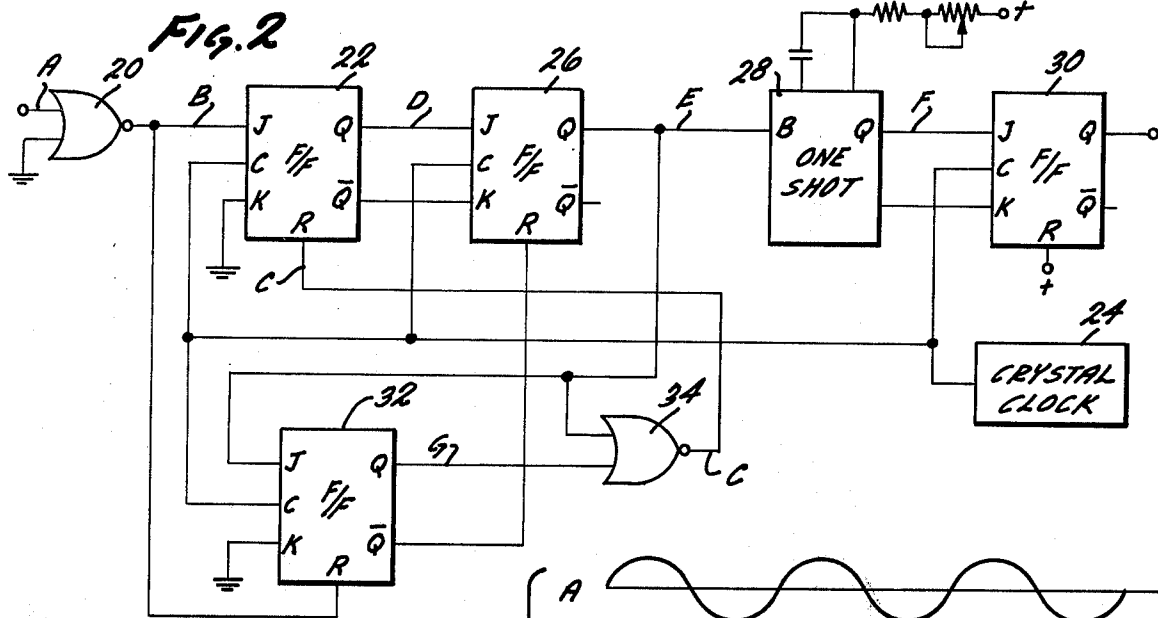 FIG. 2
+
A
20
B
22
D
26
E
28
F
30
J
Q
C
F/F
K
Q̅
R
J
Q
C
F/F
K
Q̅
R
B
Q
ONE
SHOT
J
Q
C
F/F
K
Q̅
R
+
C
24
CRYSTAL
CLOCK
32
34
G
C
J
Q
C
F/F
K
Q̅
R
A